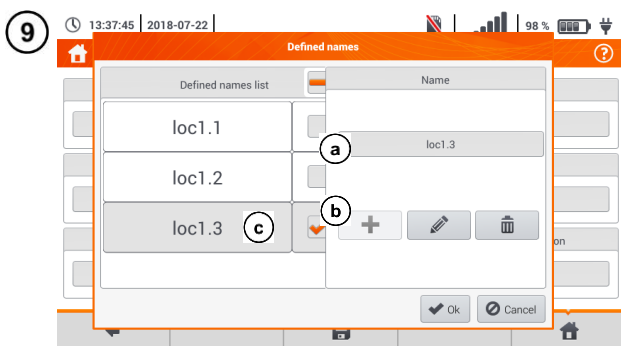 9
13:37:45 2018-07-22 98 %
Defined names
?
Defined names list Name
loc1.1
a loc1.3
loc1.2
b
loc1.3 c
on
Ok Cancel